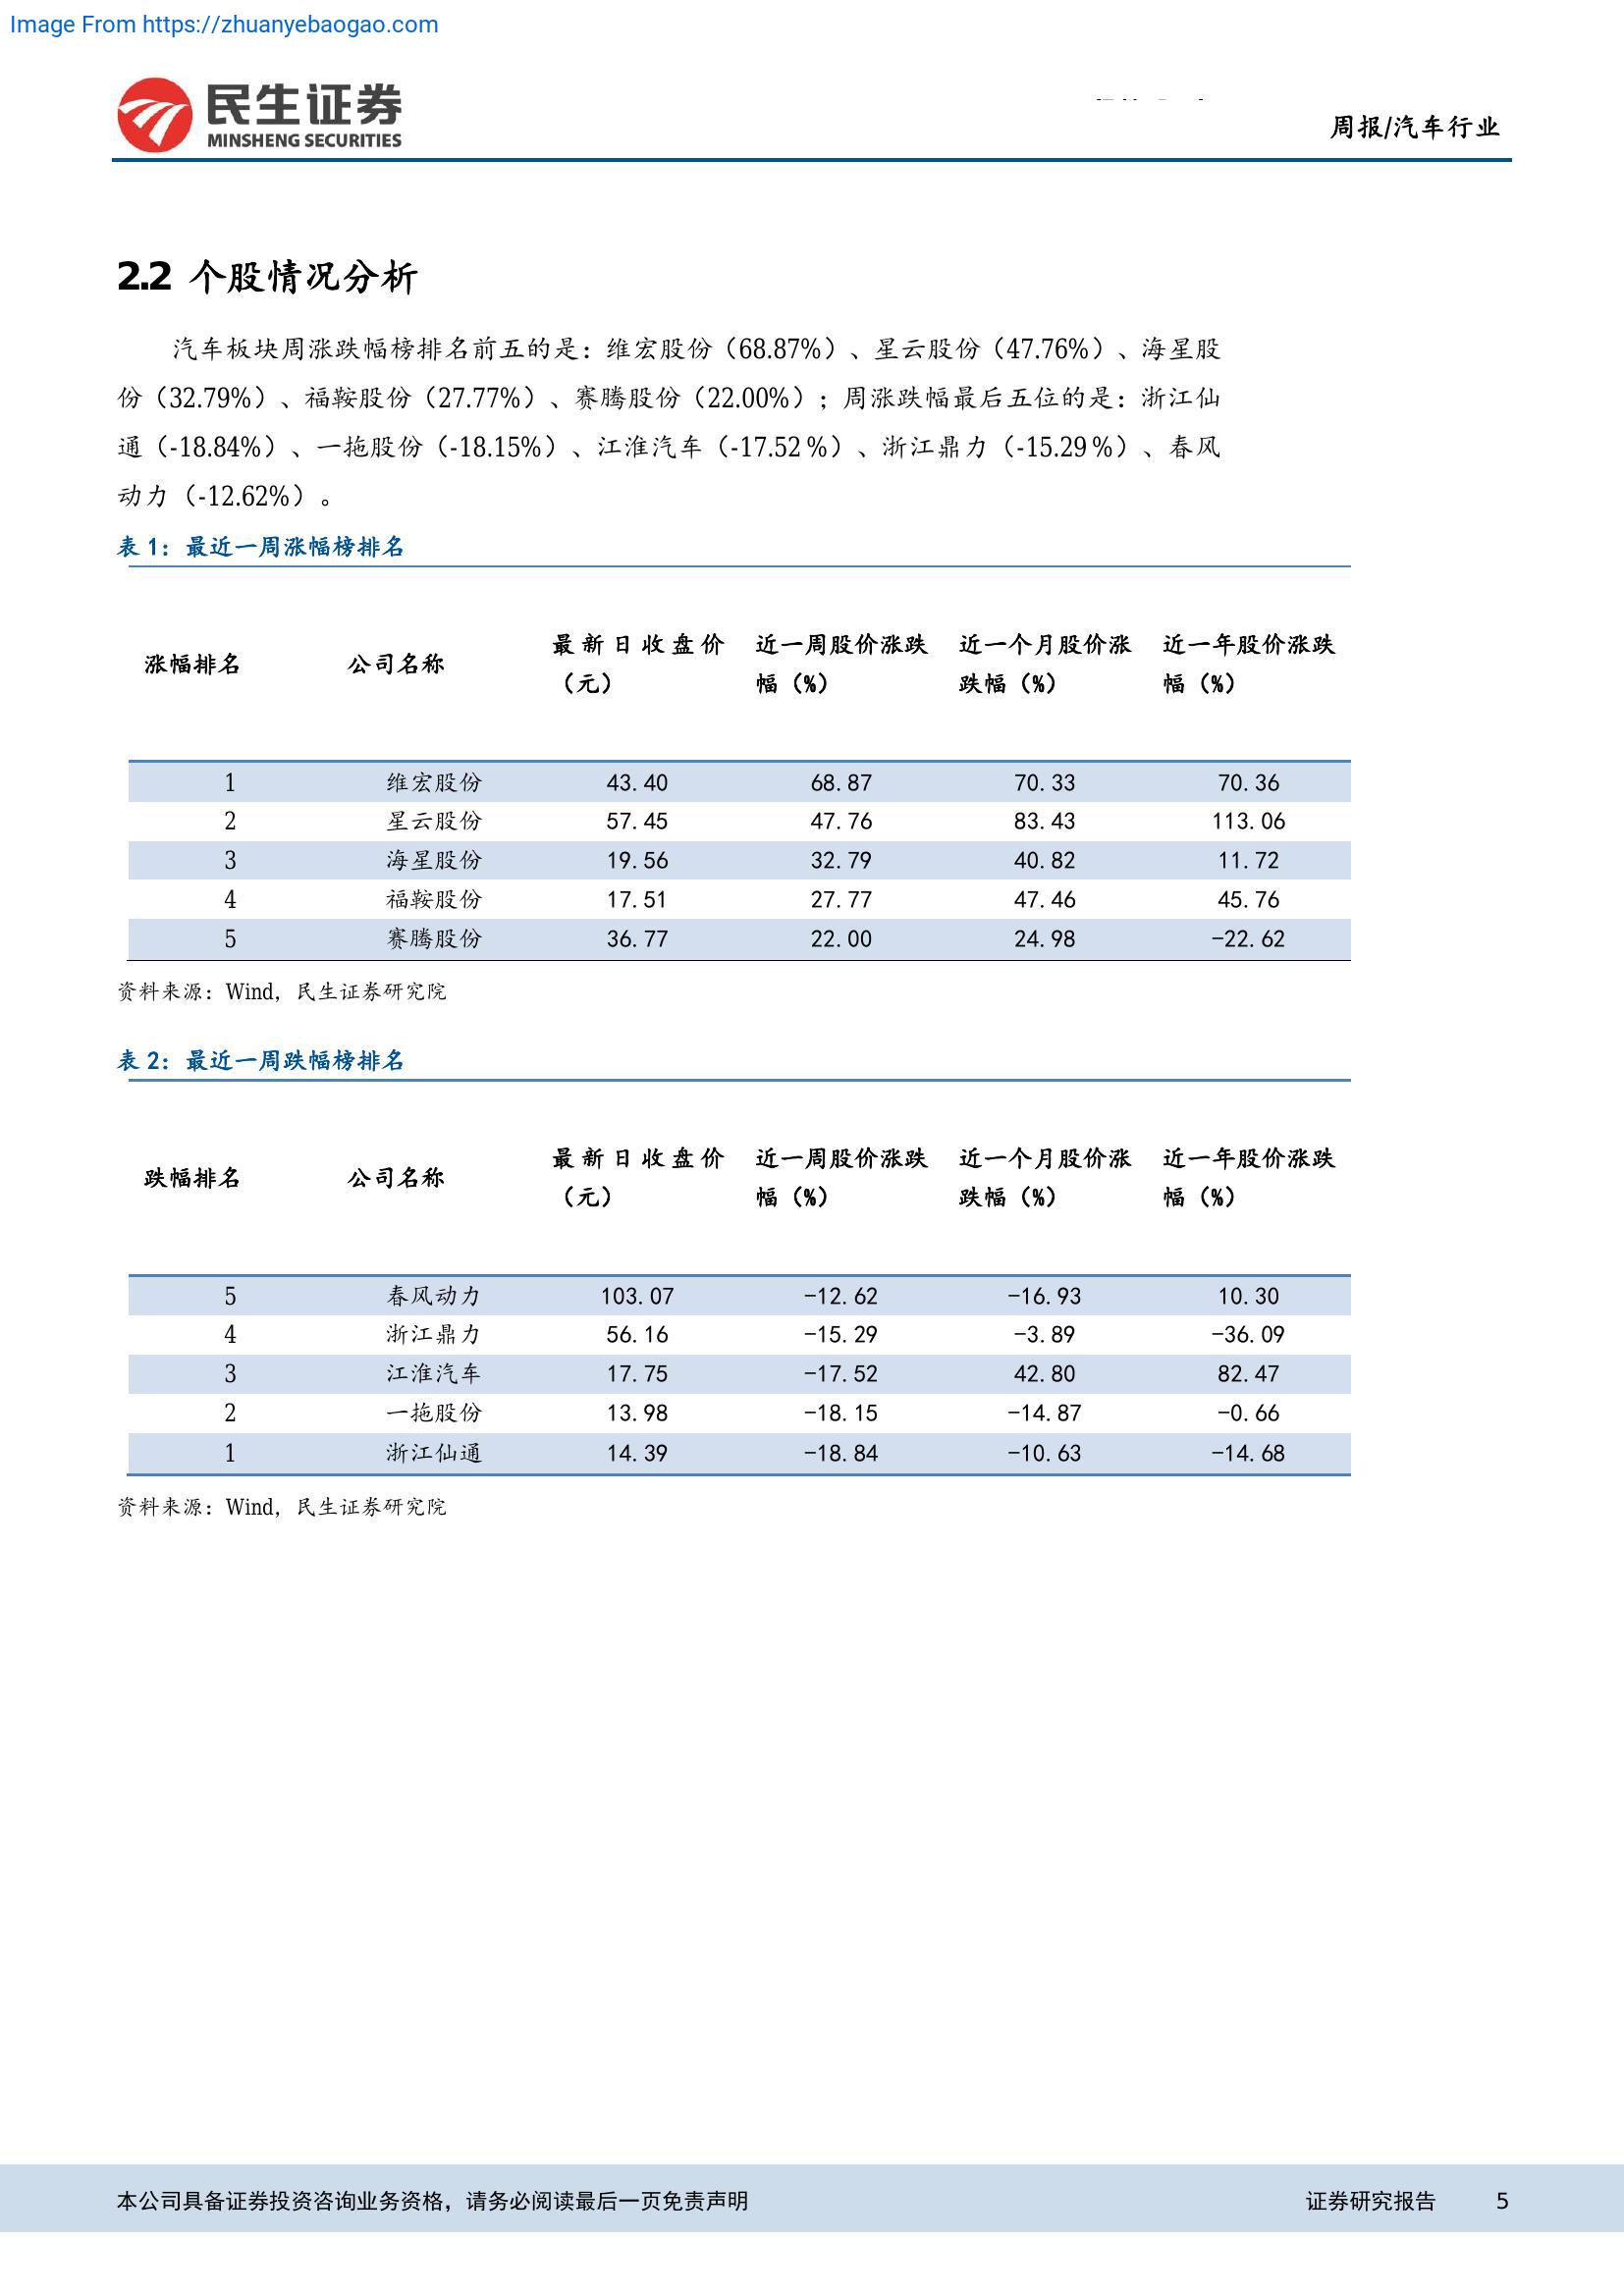 Image From https://zhuanyebaogao.com
民生证券
MINSHENG SECURITIES
周报/汽车行业
2.2 个股情况分析
汽车板块周涨跌幅榜排名前五的是：维宏股份（68.87%）、星云股份（47.76%）、海星股
份（32.79%）、福鞍股份（27.77%）、赛腾股份（22.00%）；周涨跌幅最后五位的是：浙江仙
通（-18.84%）、一拖股份（-18.15%）、江淮汽车（-17.52%）、浙江鼎力（-15.29%）、春风
动力（-12.62%）。
表 1：最近一周涨幅榜排名
涨幅排名 公司名称 最新日收盘价（元） 近一周股价涨跌幅（%） 近一个月股价涨跌幅（%） 近一年股价涨跌幅（%）
1 维宏股份 43.40 68.87 70.33 70.36
2 星云股份 57.45 47.76 83.43 113.06
3 海星股份 19.56 32.79 40.82 11.72
4 福鞍股份 17.51 27.77 47.46 45.76
5 赛腾股份 36.77 22.00 24.98 -22.62
资料来源：Wind，民生证券研究院
表 2：最近一周跌幅榜排名
跌幅排名 公司名称 最新日收盘价（元） 近一周股价涨跌幅（%） 近一个月股价涨跌幅（%） 近一年股价涨跌幅（%）
5 春风动力 103.07 -12.62 -16.93 10.30
4 浙江鼎力 56.16 -15.29 -3.89 -36.09
3 江淮汽车 17.75 -17.52 42.80 82.47
2 一拖股份 13.98 -18.15 -14.87 -0.66
1 浙江仙通 14.39 -18.84 -10.63 -14.68
资料来源：Wind，民生证券研究院
本公司具备证券投资咨询业务资格，请务必阅读最后一页免责声明 证券研究报告 5